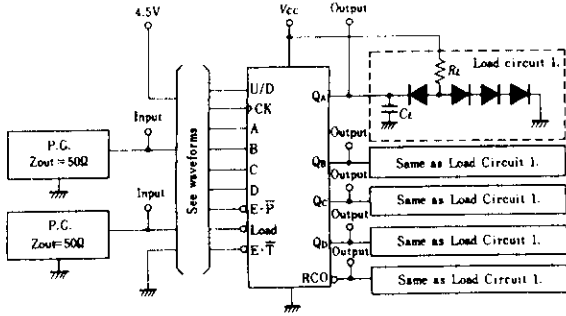 4.5V
Vcc
Output
Input
P.G.
Zout = 50Ω
Input
P.G.
Zout = 50Ω
See waveforms
U/D
CK
A
B
C
D
E-P̅
Load
E-T̅
QA
QB
QC
QD
RCO
RL
CL
Load circuit 1.
Output
Same as Load Circuit 1.
Output
Same as Load Circuit 1.
Output
Same as Load Circuit 1.
Output
Same as Load Circuit 1.